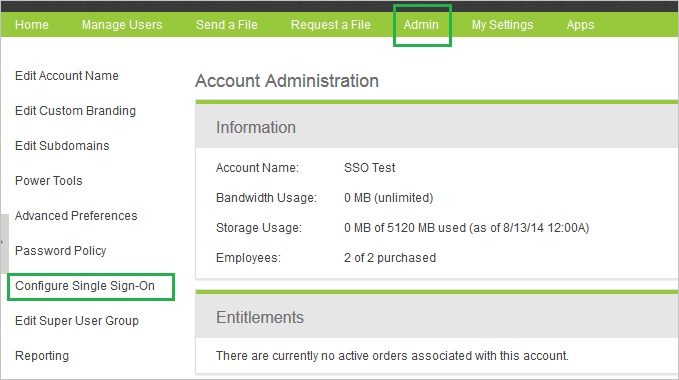 Home Manage Users Send a File Request a File Admin My Settings Apps
Edit Account Name
Edit Custom Branding
Edit Subdomains
Power Tools
Advanced Preferences
Password Policy
Configure Single Sign-On
Edit Super User Group
Reporting
Account Administration
Information
Account Name: SSO Test
Bandwidth Usage: 0 MB (unlimited)
Storage Usage: 0 MB of 5120 MB used (as of 8/13/14 12:00A)
Employees: 2 of 2 purchased
Entitlements
There are currently no active orders associated with this account.